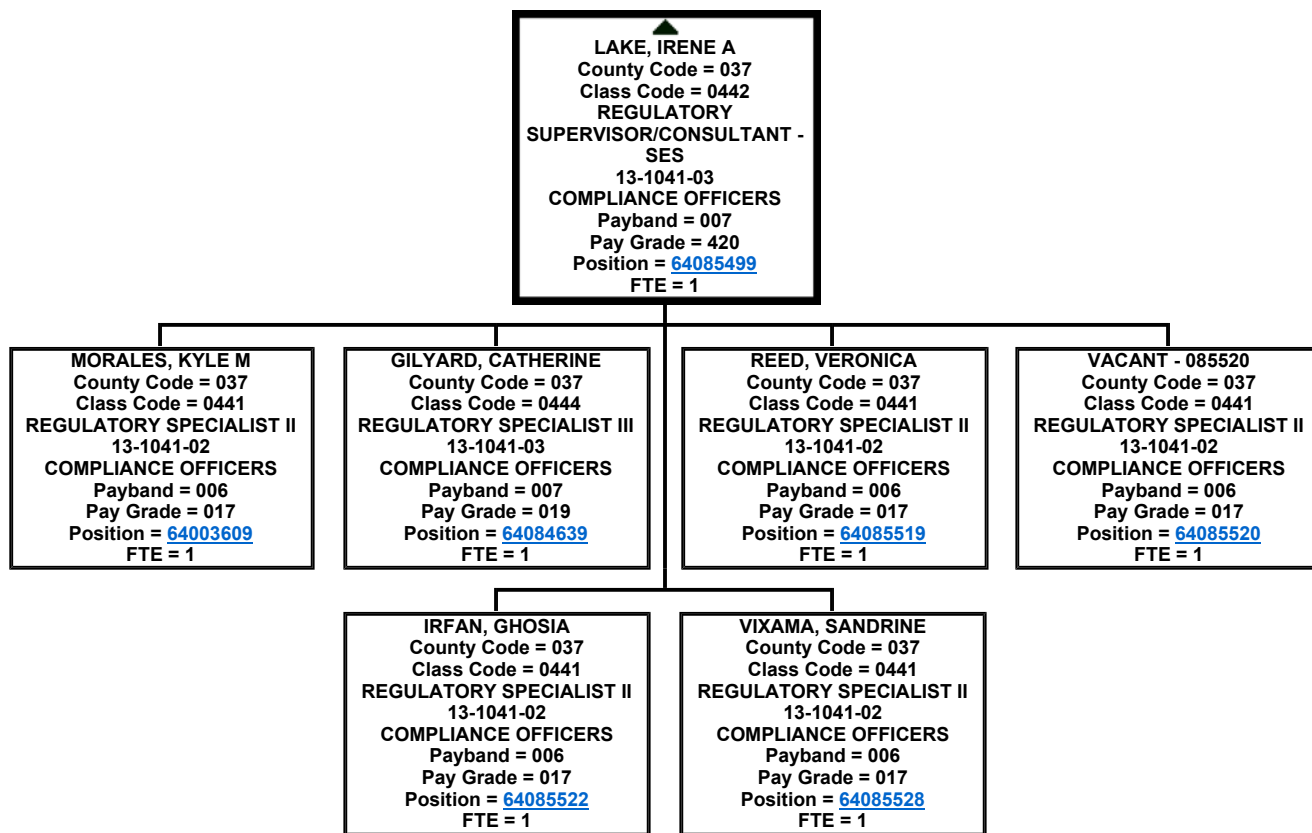 LAKE, IRENE A
County Code = 037
Class Code = 0442
REGULATORY
SUPERVISOR/CONSULTANT -
SES
13-1041-03
COMPLIANCE OFFICERS
Payband = 007
Pay Grade = 420
Position = 64085499
FTE = 1
MORALES, KYLE M
County Code = 037
Class Code = 0441
REGULATORY SPECIALIST II
13-1041-02
COMPLIANCE OFFICERS
Payband = 006
Pay Grade = 017
Position = 64003609
FTE = 1
GILYARD, CATHERINE
County Code = 037
Class Code = 0444
REGULATORY SPECIALIST III
13-1041-03
COMPLIANCE OFFICERS
Payband = 007
Pay Grade = 019
Position = 64084639
FTE = 1
REED, VERONICA
County Code = 037
Class Code = 0441
REGULATORY SPECIALIST II
13-1041-02
COMPLIANCE OFFICERS
Payband = 006
Pay Grade = 017
Position = 64085519
FTE = 1
VACANT - 085520
County Code = 037
Class Code = 0441
REGULATORY SPECIALIST II
13-1041-02
COMPLIANCE OFFICERS
Payband = 006
Pay Grade = 017
Position = 64085520
FTE = 1
IRFAN, GHOSIA
County Code = 037
Class Code = 0441
REGULATORY SPECIALIST II
13-1041-02
COMPLIANCE OFFICERS
Payband = 006
Pay Grade = 017
Position = 64085522
FTE = 1
VIXAMA, SANDRINE
County Code = 037
Class Code = 0441
REGULATORY SPECIALIST II
13-1041-02
COMPLIANCE OFFICERS
Payband = 006
Pay Grade = 017
Position = 64085528
FTE = 1